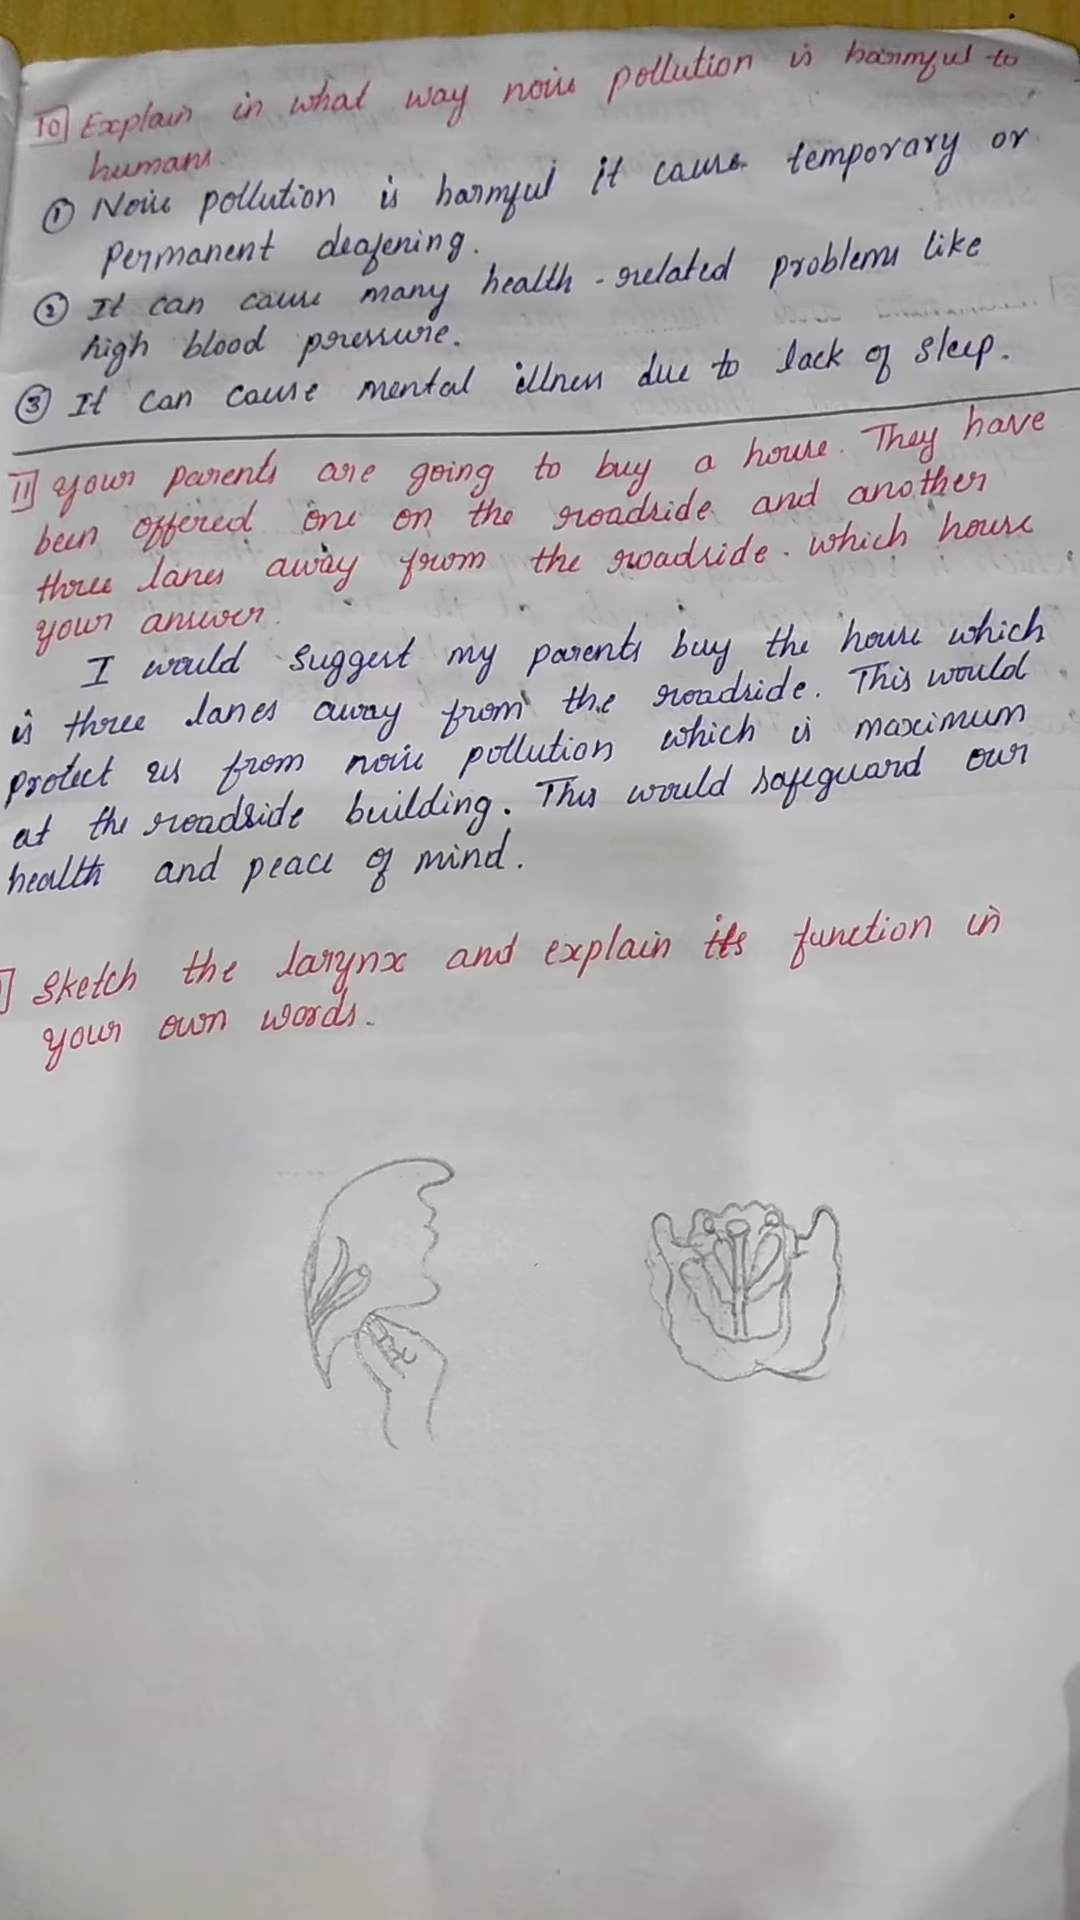 10] Explain in what way noise pollution is harmful to
humans.
① Noise pollution is harmful it cause temporary or
Permanent deafening.
② It can cause many health-related problems like
high blood pressure.
③ It can cause mental illness due to lack of sleep.
11] your parents are going to buy a house. They have
been offered one on the roadside and another
three lanes away from the roadside. which house
your answer.
I would suggest my parents buy the house which
is three lanes away from the roadside. This would
protect us from noise pollution which is maximum
at the roadside building. This would safeguard our
health and peace of mind.
] Sketch the larynx and explain its function in
your own words.